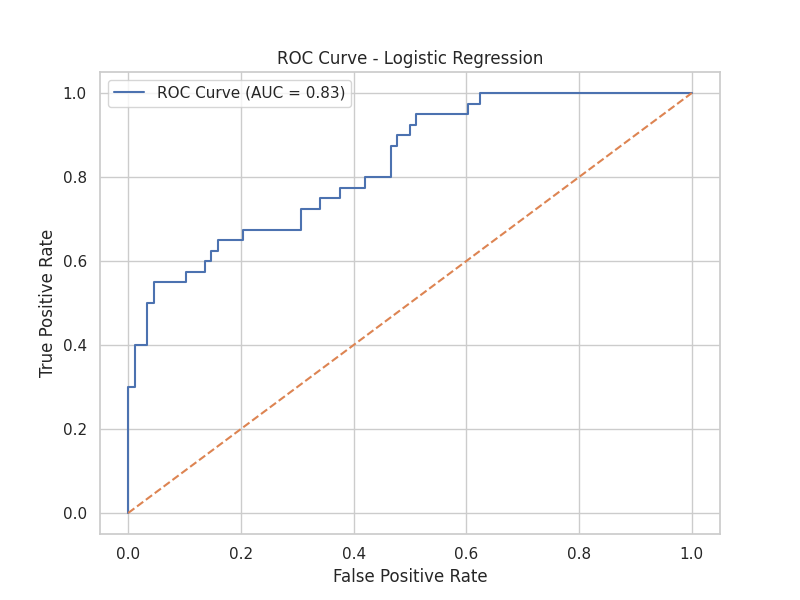 ROC Curve - Logistic Regression
ROC Curve (AUC = 0.83)
True Positive Rate
1.0
0.8
0.6
0.4
0.2
0.0
0.0 0.2 0.4 0.6 0.8 1.0
False Positive Rate